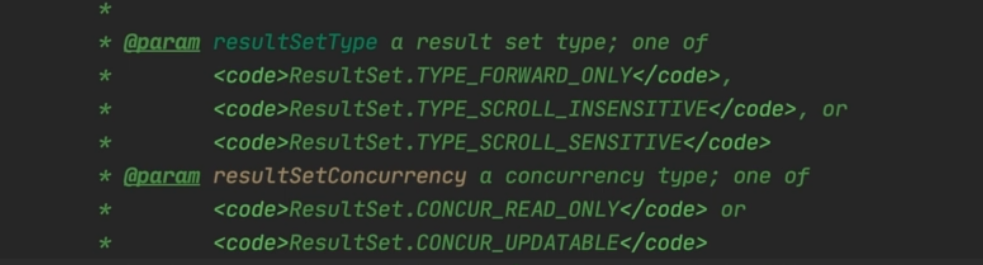 *
* @param resultSetType a result set type; one of
*        <code>ResultSet.TYPE_FORWARD_ONLY</code>,
*        <code>ResultSet.TYPE_SCROLL_INSENSITIVE</code>, or
*        <code>ResultSet.TYPE_SCROLL_SENSITIVE</code>
* @param resultSetConcurrency a concurrency type; one of
*        <code>ResultSet.CONCUR_READ_ONLY</code> or
*        <code>ResultSet.CONCUR_UPDATABLE</code>